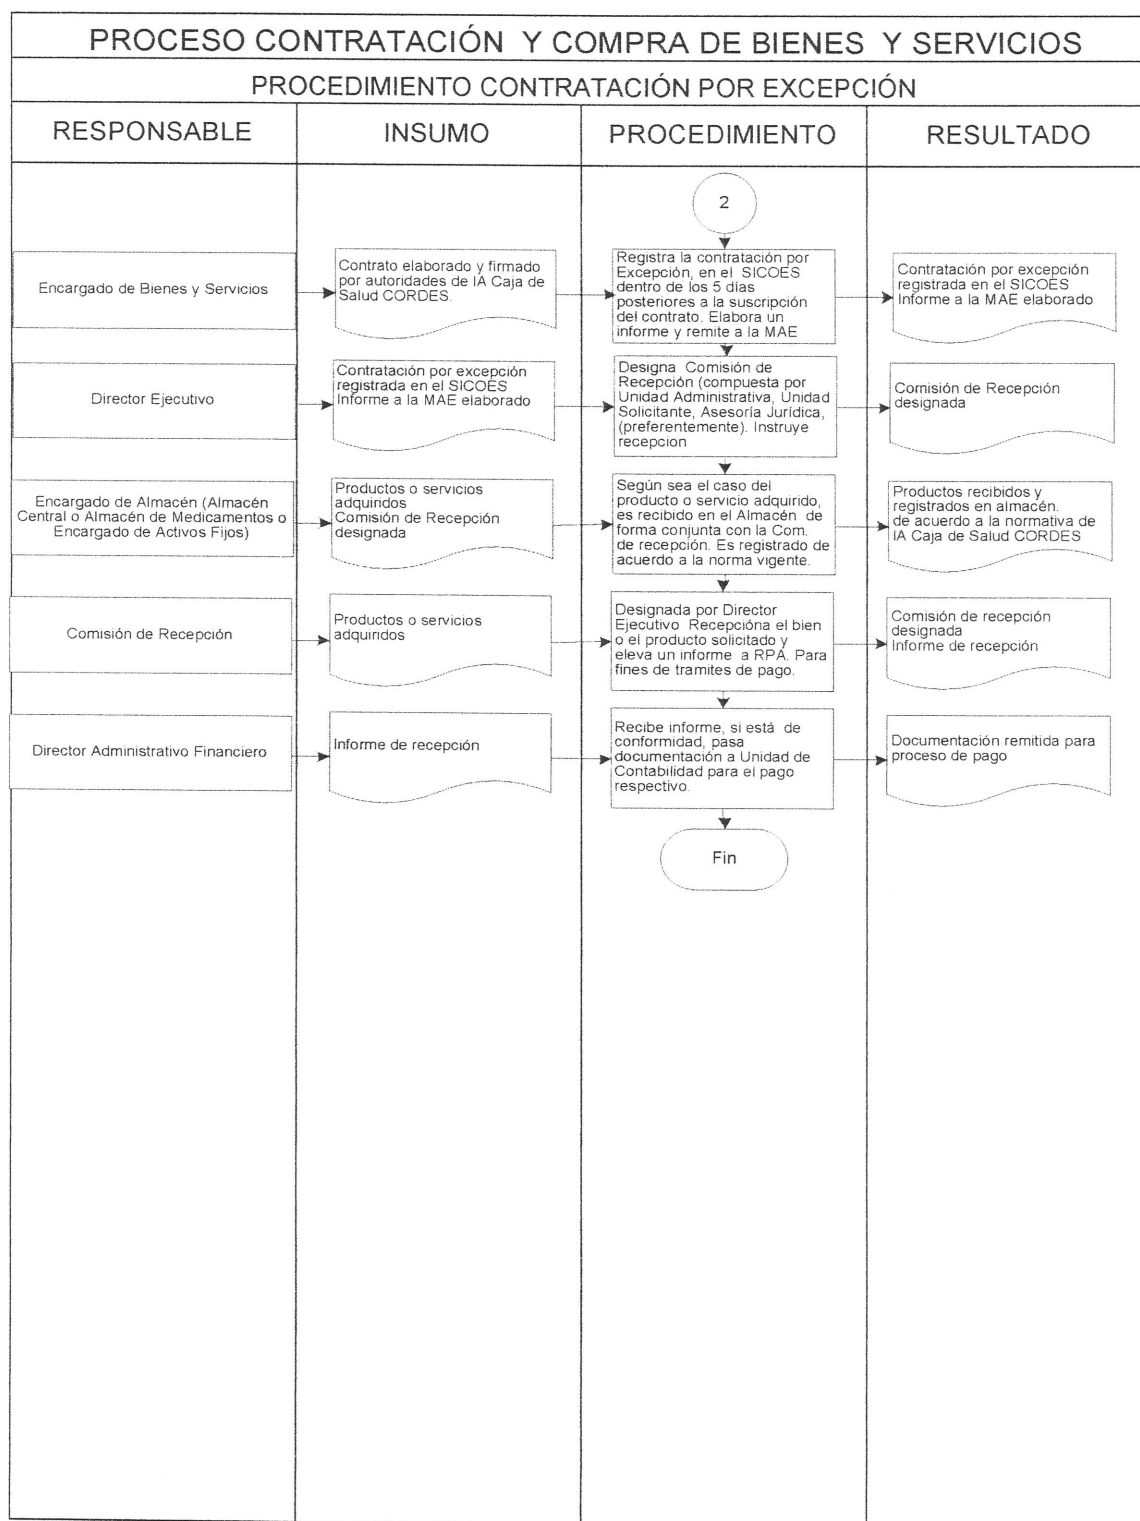 PROCESO CONTRATACIÓN Y COMPRA DE BIENES Y SERVICIOS
PROCEDIMIENTO CONTRATACIÓN POR EXCEPCIÓN
RESPONSABLE
INSUMO
PROCEDIMIENTO
RESULTADO
2
Encargado de Bienes y Servicios
Contrato elaborado y firmado
por autoridades de lA Caja de
Salud CORDES.
Registra la contratación por
Excepción, en el SICOES
dentro de los 5 días
posteriores a la suscripción
del contrato. Elabora un
informe y remite a la MAE
Contratación por excepción
registrada en el SICOES
Informe a la MAE elaborado
Director Ejecutivo
Contratación por excepción
registrada en el SICOES
Informe a la MAE elaborado
Designa Comisión de
Recepción (compuesta por
Unidad Administrativa, Unidad
Solicitante, Asesoría Jurídica,
(preferentemente). Instruye
recepcion
Comisión de Recepción
designada
Encargado de Almacén (Almacén
Central o Almacén de Medicamentos o
Encargado de Activos Fijos)
Productos o servicios
adquiridos
Comisión de Recepción
designada
Según sea el caso del
producto o servicio adquirido,
es recibido en el Almacén de
forma conjunta con la Com.
de recepción. Es registrado de
acuerdo a la norma vigente.
Productos recibidos y
registrados en almacén.
de acuerdo a la normativa de
lA Caja de Salud CORDES
Comisión de Recepción
Productos o servicios
adquiridos
Designada por Director
Ejecutivo Recepcióna el bien
o el producto solicitado y
eleva un informe a RPA. Para
fines de tramites de pago.
Comisión de recepción
designada
Informe de recepción
Director Administrativo Financiero
Informe de recepción
Recibe informe, si está de
conformidad, pasa
documentación a Unidad de
Contabilidad para el pago
respectivo.
Documentación remitida para
proceso de pago
Fin